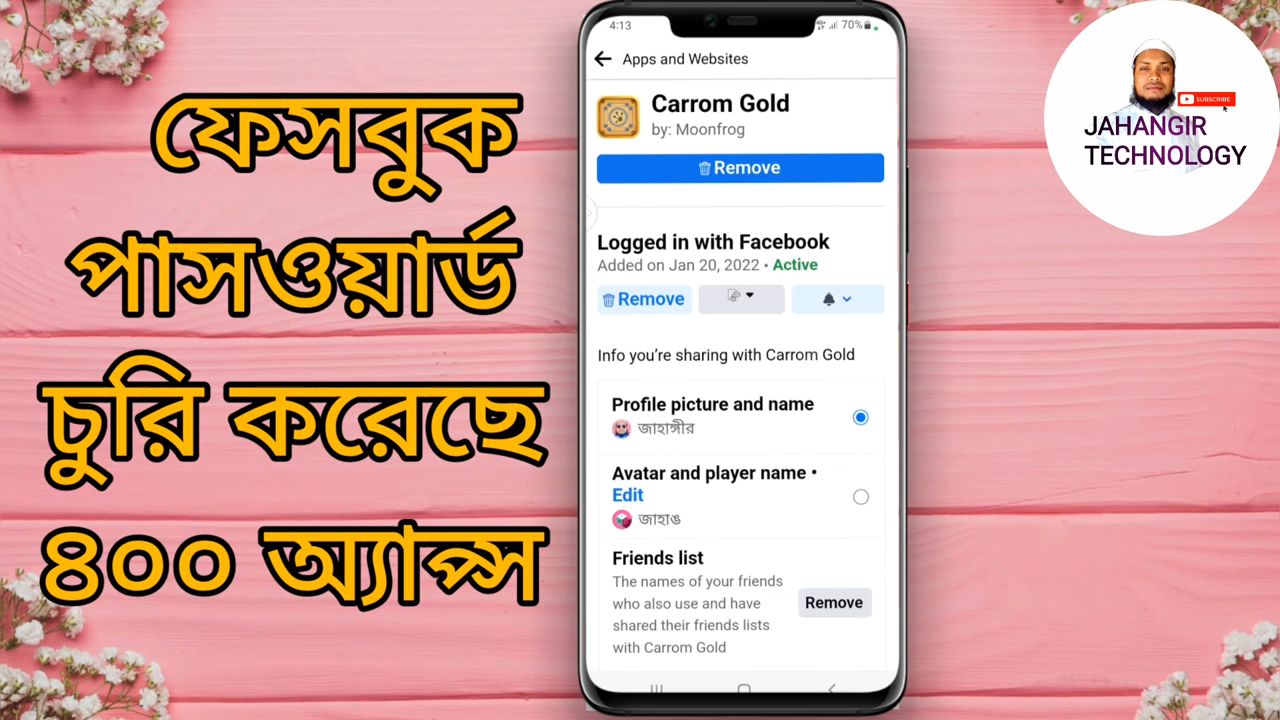 ফেসবুক
পাসওয়ার্ড
চুরি করেছে
৪০০ অ্যাপ্স
4:13
70%
Apps and Websites
Carrom Gold
by: Moonfrog
Remove
Logged in with Facebook
Added on Jan 20, 2022 • Active
Remove
Info you're sharing with Carrom Gold
Profile picture and name
জাহাঙ্গীর
Avatar and player name •
Edit
জাহাঙ
Friends list
The names of your friends
who also use and have
shared their friends lists
with Carrom Gold
Remove
SUBSCRIBE
JAHANGIR
TECHNOLOGY